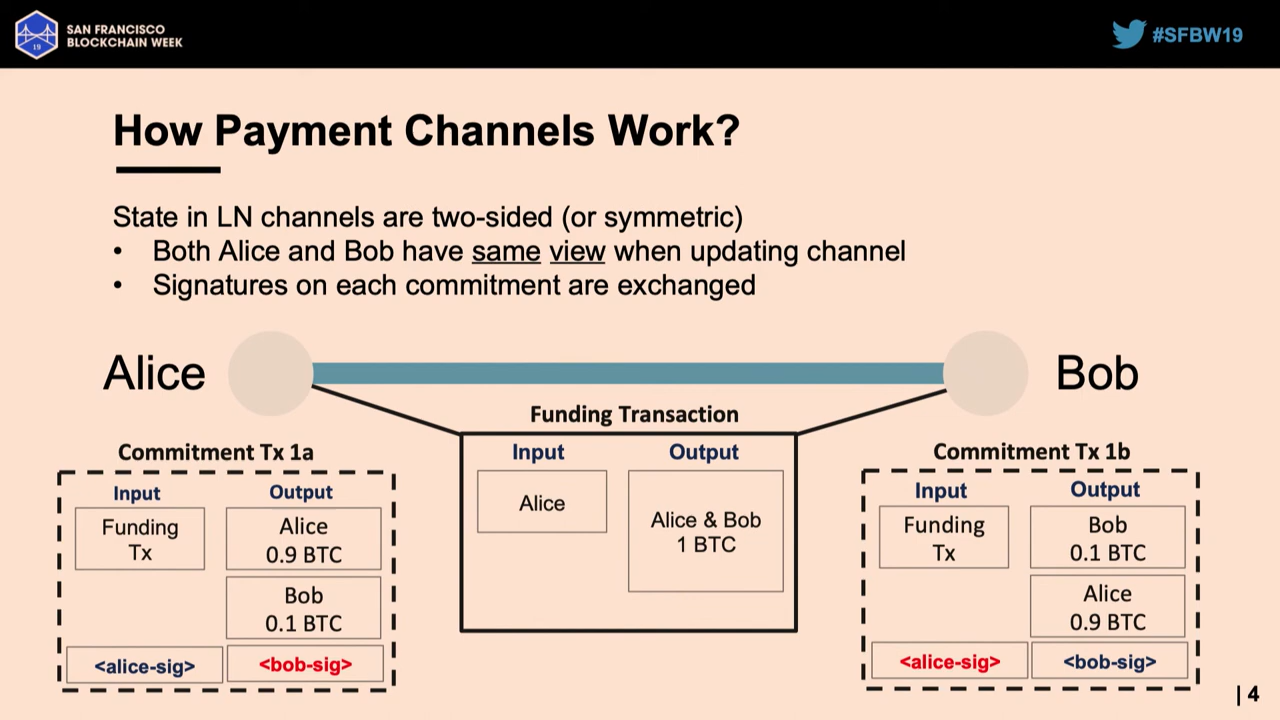 SAN FRANCISCO
BLOCKCHAIN WEEK
19
#SFBW19
How Payment Channels Work?
State in LN channels are two-sided (or symmetric)
• Both Alice and Bob have same view when updating channel
• Signatures on each commitment are exchanged
Alice
Bob
Funding Transaction
Input
Output
Alice
Alice & Bob
1 BTC
Commitment Tx 1a
Input
Output
Funding
Tx
Alice
0.9 BTC
Bob
0.1 BTC
<alice-sig>
<bob-sig>
Commitment Tx 1b
Input
Output
Funding
Tx
Bob
0.1 BTC
Alice
0.9 BTC
<alice-sig>
<bob-sig>
| 4